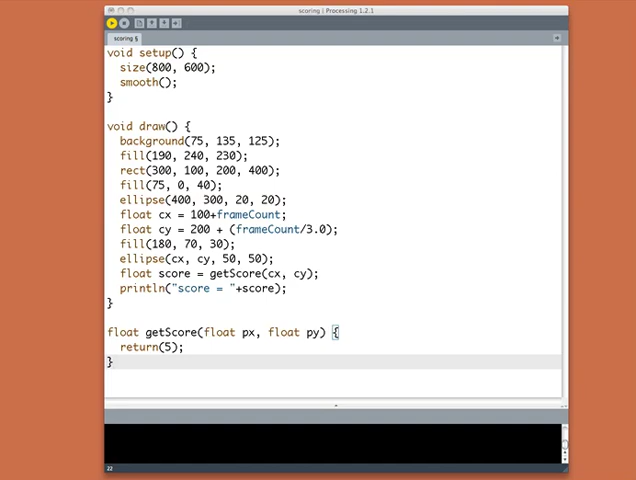 scoring | Processing 1.2.1
scoring §
void setup() {
size(800, 600);
smooth();
}
void draw() {
background(75, 135, 125);
fill(190, 240, 230);
rect(300, 100, 200, 400);
fill(75, 0, 40);
ellipse(400, 300, 20, 20);
float cx = 100+frameCount;
float cy = 200 + (frameCount/3.0);
fill(180, 70, 30);
ellipse(cx, cy, 50, 50);
float score = getScore(cx, cy);
println("score = "+score);
}
float getScore(float px, float py) {
return(5);
}
22